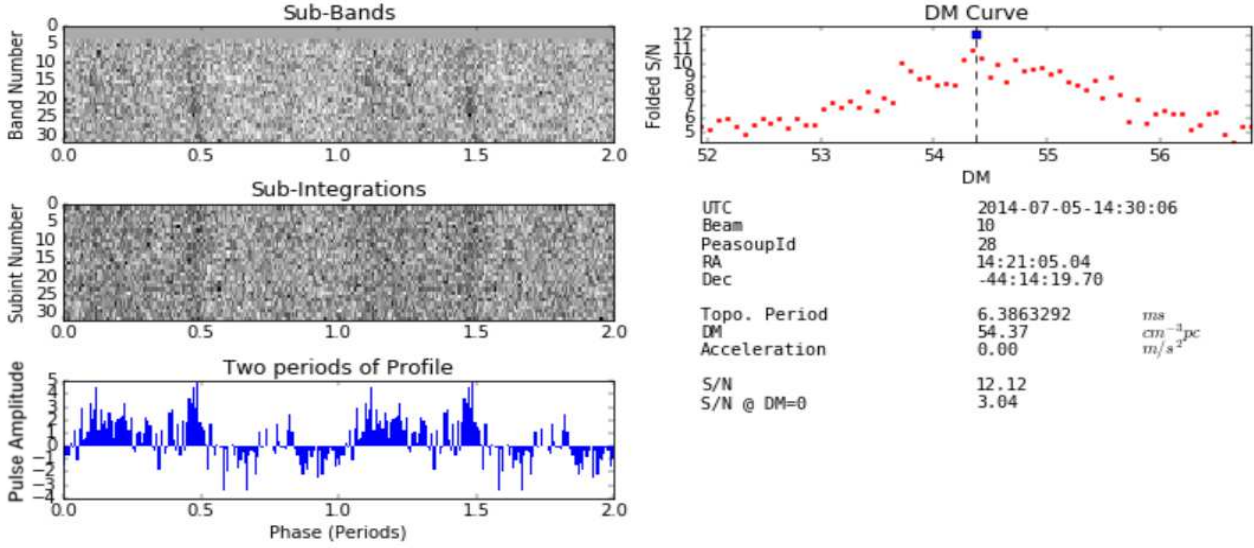 Sub-Bands
Band Number
0
5
10
15
20
25
30
0.0 0.5 1.0 1.5 2.0
Sub-Integrations
Subint Number
0
5
10
15
20
25
30
0.0 0.5 1.0 1.5 2.0
Two periods of Profile
Pulse Amplitude
5
4
3
2
1
0
−1
−2
−3
−4
0.0 0.5 1.0 1.5 2.0
Phase (Periods)
DM Curve
Folded S/N
12
11
10
9
8
7
6
5
52 53 54 55 56
DM
UTC 2014-07-05-14:30:06
Beam 10
PeasoupId 28
RA 14:21:05.04
Dec -44:14:19.70
Topo. Period 6.3863292 ms
DM 54.37 cm⁻³pc
Acceleration 0.00 m/s²
S/N 12.12
S/N @ DM=0 3.04